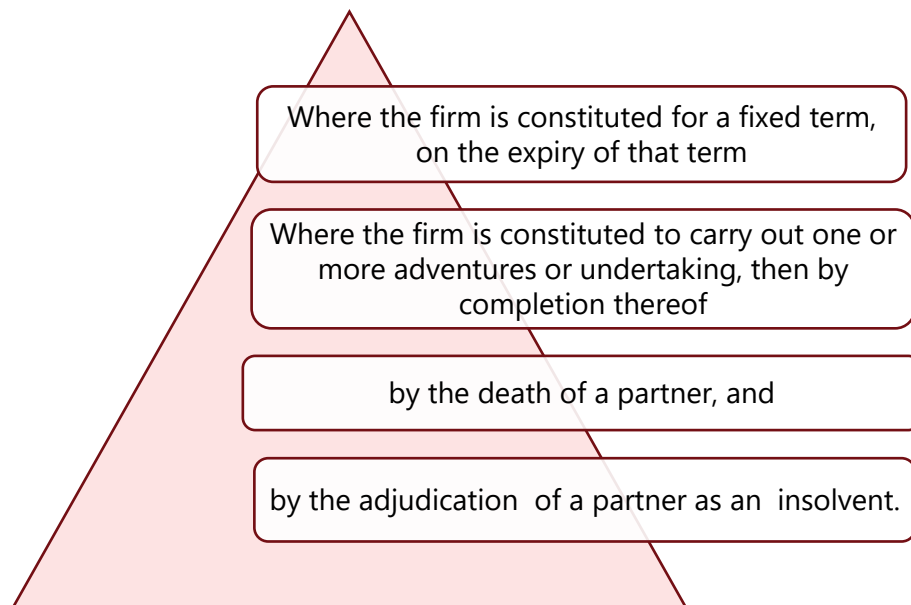 Where the firm is constituted for a fixed term,
on the expiry of that term
Where the firm is constituted to carry out one or
more adventures or undertaking, then by
completion thereof
by the death of a partner, and
by the adjudication of a partner as an insolvent.